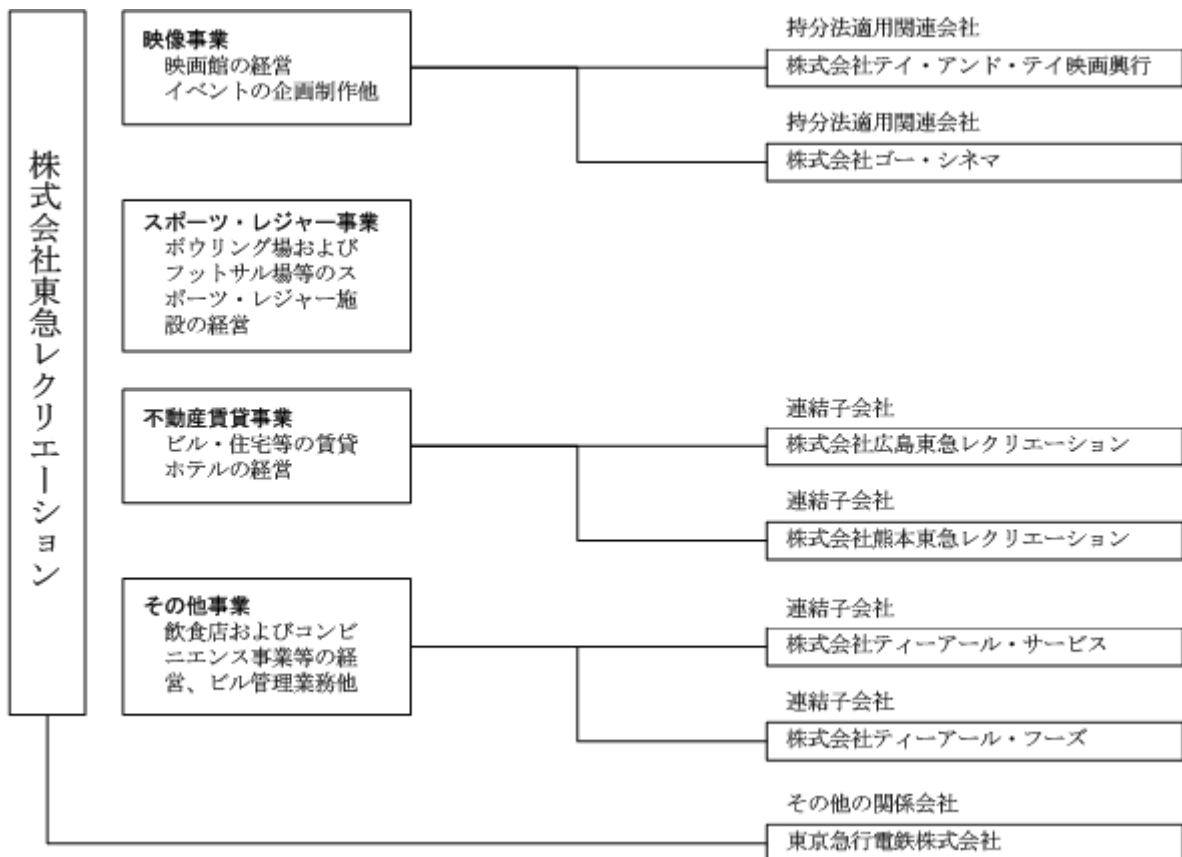 株式会社東急レクリエーション
映像事業
映画館の経営
イベントの企画制作他
持分法適用関連会社
株式会社テイ・アンド・テイ映画興行
持分法適用関連会社
株式会社ゴー・シネマ
スポーツ・レジャー事業
ボウリング場および
フットサル場等のス
ポーツ・レジャー施
設の経営
不動産賃貸事業
ビル・住宅等の賃貸
ホテルの経営
連結子会社
株式会社広島東急レクリエーション
連結子会社
株式会社熊本東急レクリエーション
その他事業
飲食店およびコンビ
ニエンス事業等の経
営、ビル管理業務他
連結子会社
株式会社ティーアール・サービス
連結子会社
株式会社ティーアール・フーズ
その他の関係会社
東京急行電鉄株式会社